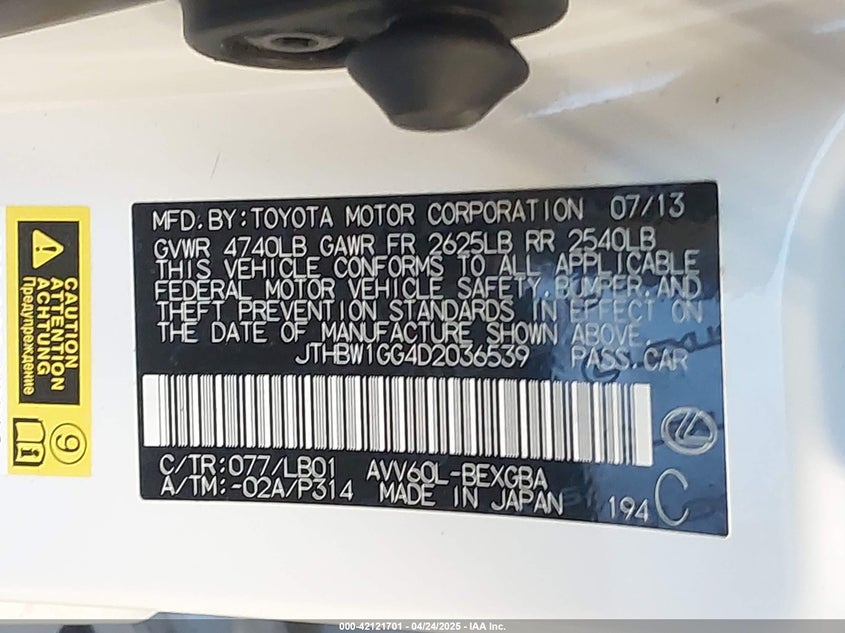 MFD. BY: TOYOTA MOTOR CORPORATION 07/13
GVWR 4740LB GAWR FR 2625LB RR 2540LB
THIS VEHICLE CONFORMS TO ALL APPLICABLE
FEDERAL MOTOR VEHICLE SAFETY, BUMPER, AND
THEFT PREVENTION STANDARDS IN EFFECT ON
THE DATE OF MANUFACTURE SHOWN ABOVE.
JTHBW1GG4D2036539 PASS. CAR
C/TR: 077/LB01 AVV60L-BEXGBA
A/TM: -02A/P314 MADE IN JAPAN 194 C
CAUTION
ATTENTION
ACHTUNG
Предупреждение
9
000-42121701 - 04/24/2025 - IAA Inc.